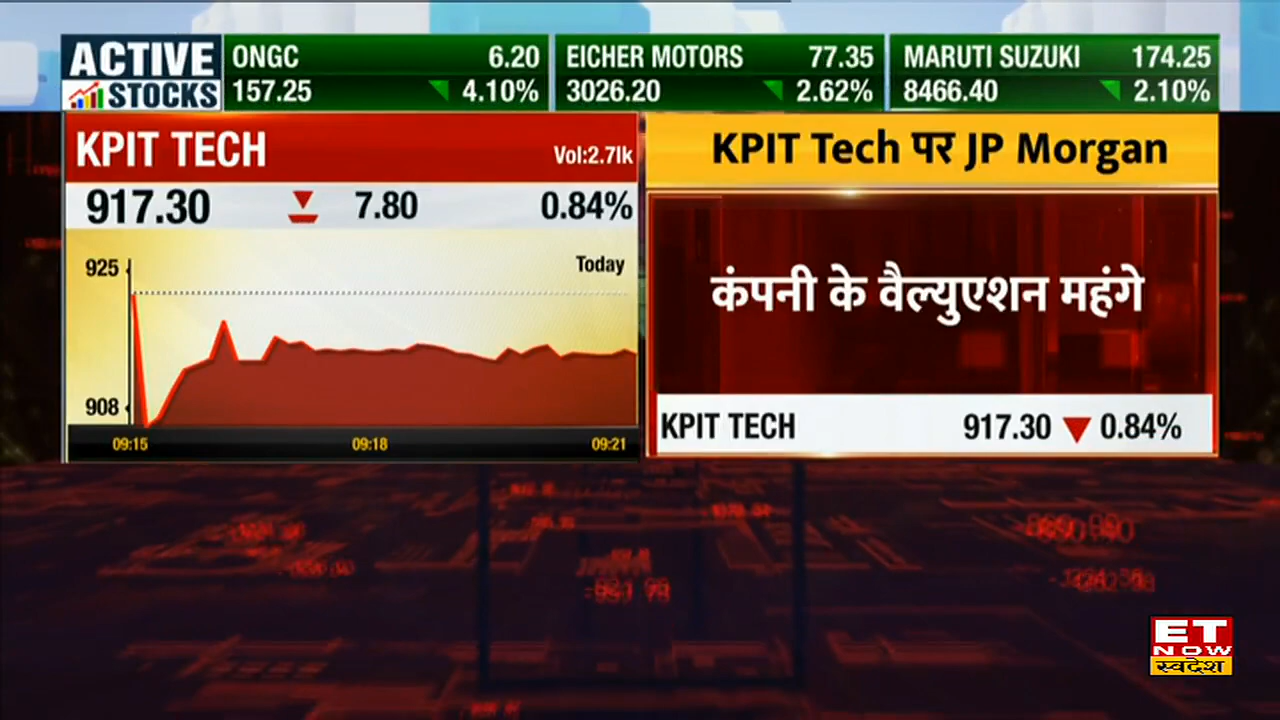 ACTIVE STOCKS
ONGC 6.20
157.25 4.10%
EICHER MOTORS 77.35
3026.20 2.62%
MARUTI SUZUKI 174.25
8466.40 2.10%
KPIT TECH Vol:2.7lk
917.30 7.80 0.84%
Today
925
908
09:15 09:18 09:21
KPIT Tech पर JP Morgan
कंपनी के वैल्युएशन महंगे
KPIT TECH 917.30 0.84%
ET
NOW
स्वदेश